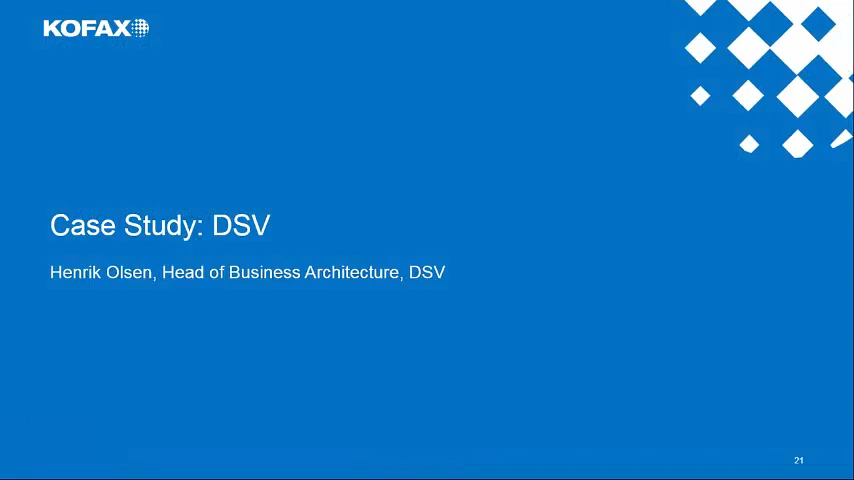 KOFAX
Case Study: DSV
Henrik Olsen, Head of Business Architecture, DSV
21